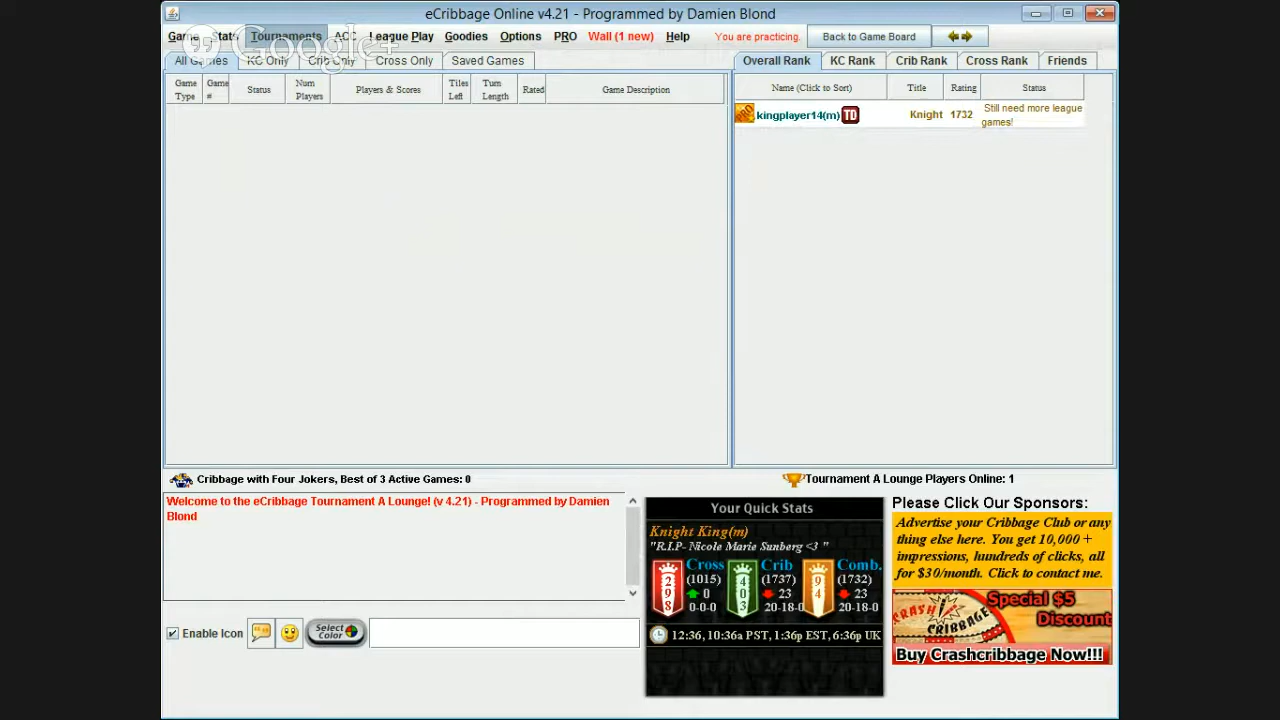 eCribbage Online v4.21 - Programmed by Damien Blond
Game Stats Tournaments ACC League Play Goodies Options PRO Wall (1 new) Help You are practicing. Back to Game Board
Google+
All Games KC Only Crib Only Cross Only Saved Games
Overall Rank KC Rank Crib Rank Cross Rank Friends
Game Type Game # Status Num Players Players & Scores Tiles Left Turn Length Rated Game Description
Name (Click to Sort) Title Rating Status
PRO kingplayer14(m) TD Knight 1732 Still need more league
games!
Cribbage with Four Jokers, Best of 3 Active Games: 0
Tournament A Lounge Players Online: 1
Welcome to the eCribbage Tournament A Lounge! (v 4.21) - Programmed by Damien
Blond
Enable Icon
Select
Color
Your Quick Stats
Knight King(m)
"R.I.P- Nicole Marie Sunberg <3 "
298 Cross (1015) 0 0-0-0
403 Crib (1737) 23 20-18-0
94 Comb. (1732) 23 20-18-0
12:36, 10:36a PST, 1:36p EST, 6:36p UK
Please Click Our Sponsors:
Advertise your Cribbage Club or any
thing else here. You get 10,000 +
impressions, hundreds of clicks, all
for $30/month. Click to contact me.
CRASH
CRIBBAGE
Special $5
Discount
Buy Crashcribbage Now!!!